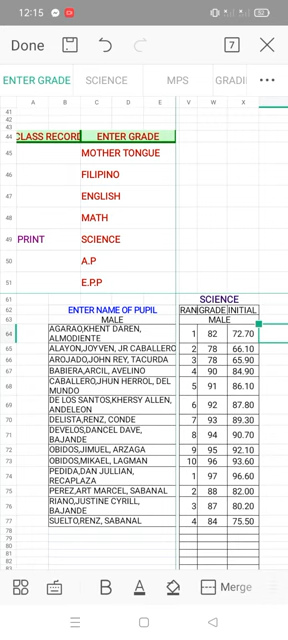 12:15
52
Done
7
ENTER GRADE SCIENCE MPS GRADII
A B C D E V W X
41
42
43
44 CLASS RECORD ENTER GRADE
45 MOTHER TONGUE
46 FILIPINO
47 ENGLISH
48 MATH
49 PRINT SCIENCE
50 A.P
51 E.P.P
61 SCIENCE
62 ENTER NAME OF PUPIL RAN GRADE INITIAL
63 MALE MALE
64 AGARAO,KHENT DAREN, ALMODIENTE 1 82 72.70
65 ALAYON,JOYVEN, JR CABALLERO 2 78 66.10
66 AROJADO,JOHN REY, TACURDA 3 78 65.90
67 BABIERA,ARCIL, AVELINO 4 90 84.90
68 CABALLERO,JHUN HERROL, DEL MUNDO 5 91 86.10
69 DE LOS SANTOS,KHERSY ALLEN, ANDELEON 6 92 87.80
70 DELISTA,RENZ, CONDE 7 93 89.30
71 DEVELOS,DANCEL DAVE, BAJANDE 8 94 90.70
72 OBIDOS,JIMUEL, ARZAGA 9 95 92.10
73 OBIDOS,MIKAEL, LAGMAN 10 96 93.60
74 PEDIDA,DAN JULLIAN, RECAPLAZA 1 97 96.60
75 PEREZ,ART MARCEL, SABANAL 2 88 82.00
76 RIANO,JUSTINE CYRILL, BAJANDE 3 87 80.20
77 SUELTO,RENZ, SABANAL 4 84 75.50
78
79
80
81
82
83
B A Merge